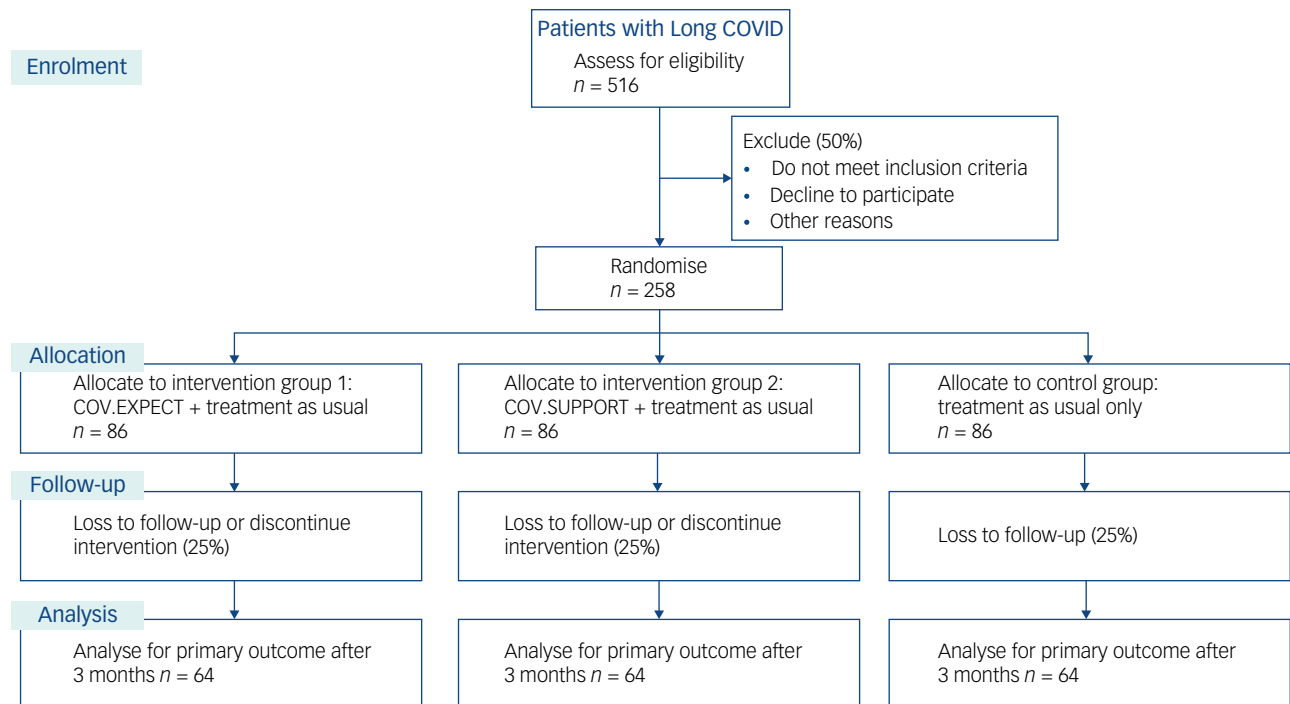 Patients with Long COVID
Assess for eligibility
n = 516
Enrolment
Exclude (50%)
• Do not meet inclusion criteria
• Decline to participate
• Other reasons
Randomise
n = 258
Allocation
Allocate to intervention group 1:
COV.EXPECT + treatment as usual
n = 86
Allocate to intervention group 2:
COV.SUPPORT + treatment as usual
n = 86
Allocate to control group:
treatment as usual only
n = 86
Follow-up
Loss to follow-up or discontinue
intervention (25%)
Loss to follow-up or discontinue
intervention (25%)
Loss to follow-up (25%)
Analysis
Analyse for primary outcome after
3 months n = 64
Analyse for primary outcome after
3 months n = 64
Analyse for primary outcome after
3 months n = 64